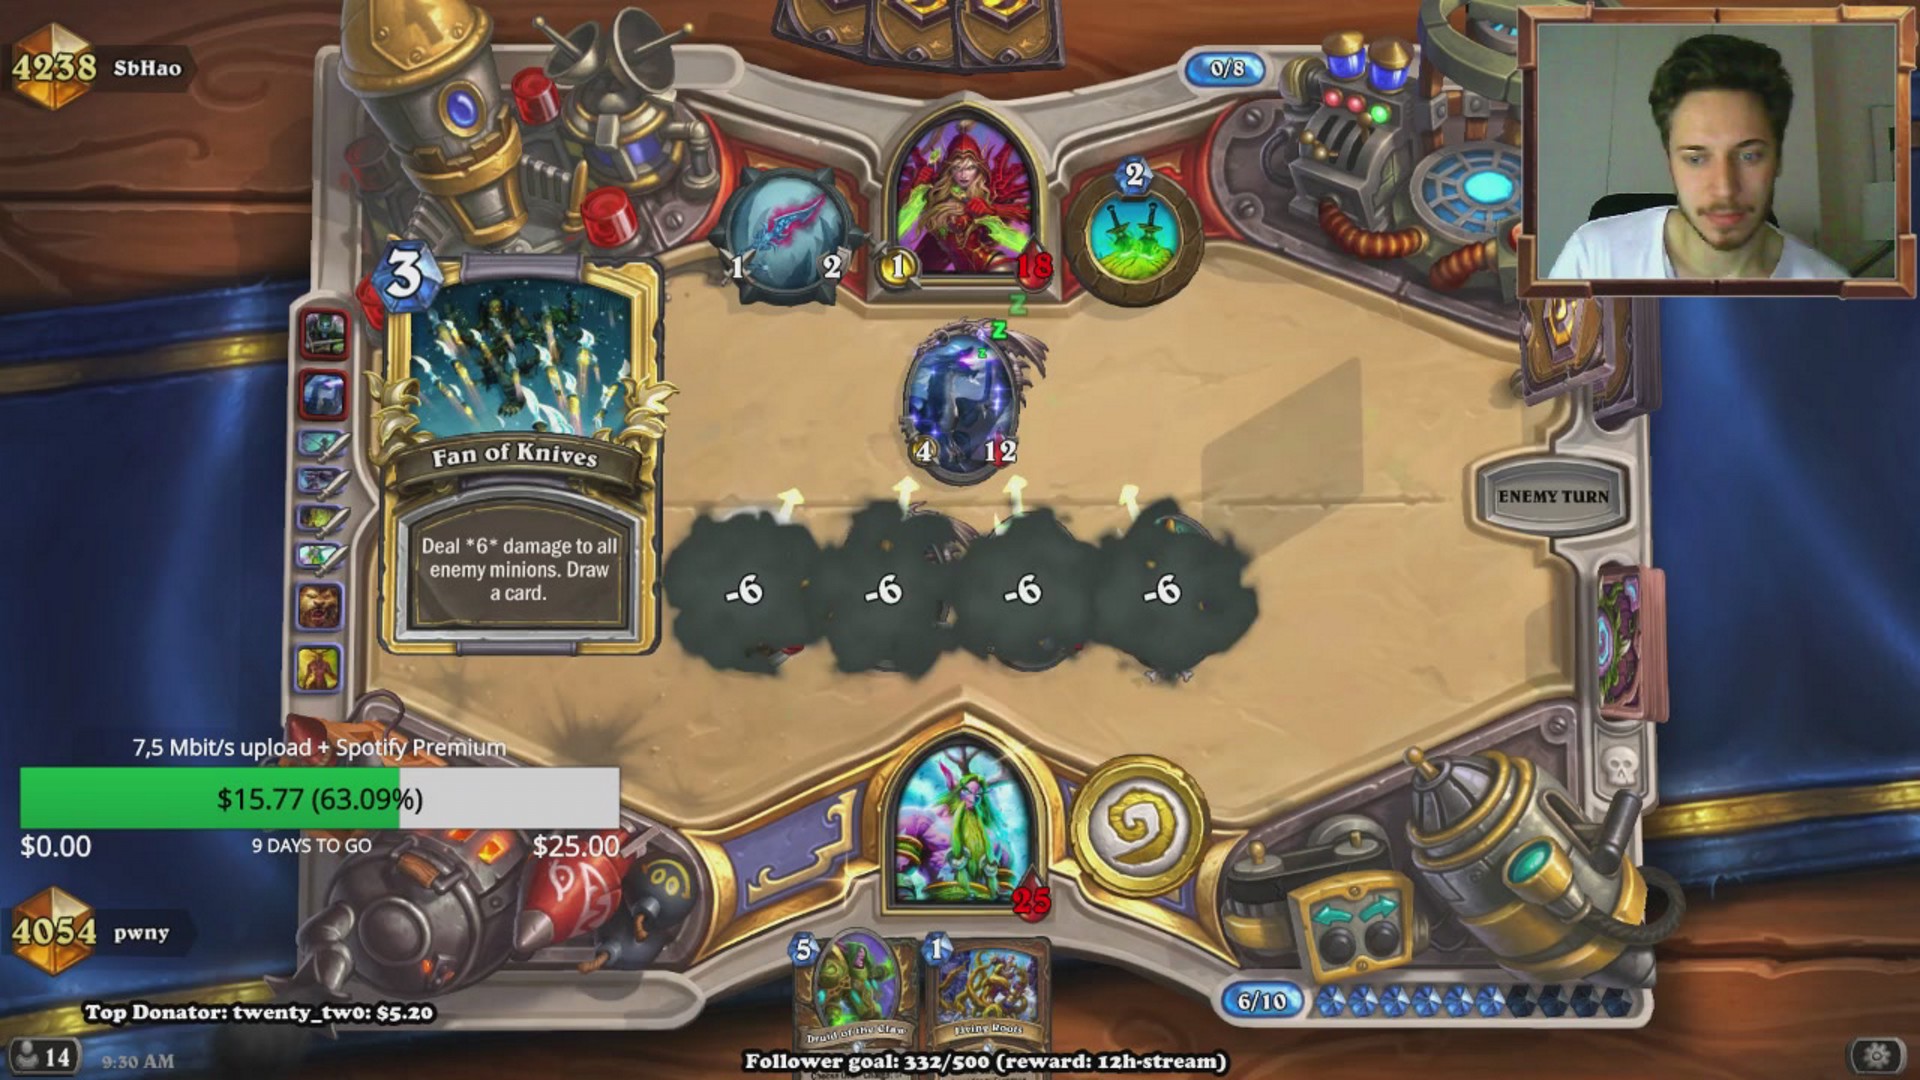 4238 SbHao
0/8
2
1 2
1 18
3
4 12
Fan of Knives
Deal *6* damage to all
enemy minions. Draw
a card.
-6 -6 -6 -6
ENEMY TURN
7,5 Mbit/s upload + Spotify Premium
$15.77 (63.09%)
$0.00 9 DAYS TO GO $25.00
25
4054 pwny
5 1
Druid of the Claw Living Roots
6/10
Top Donator: twenty_two: $5.20
14 9:30 AM
Follower goal: 332/500 (reward: 12h-stream)